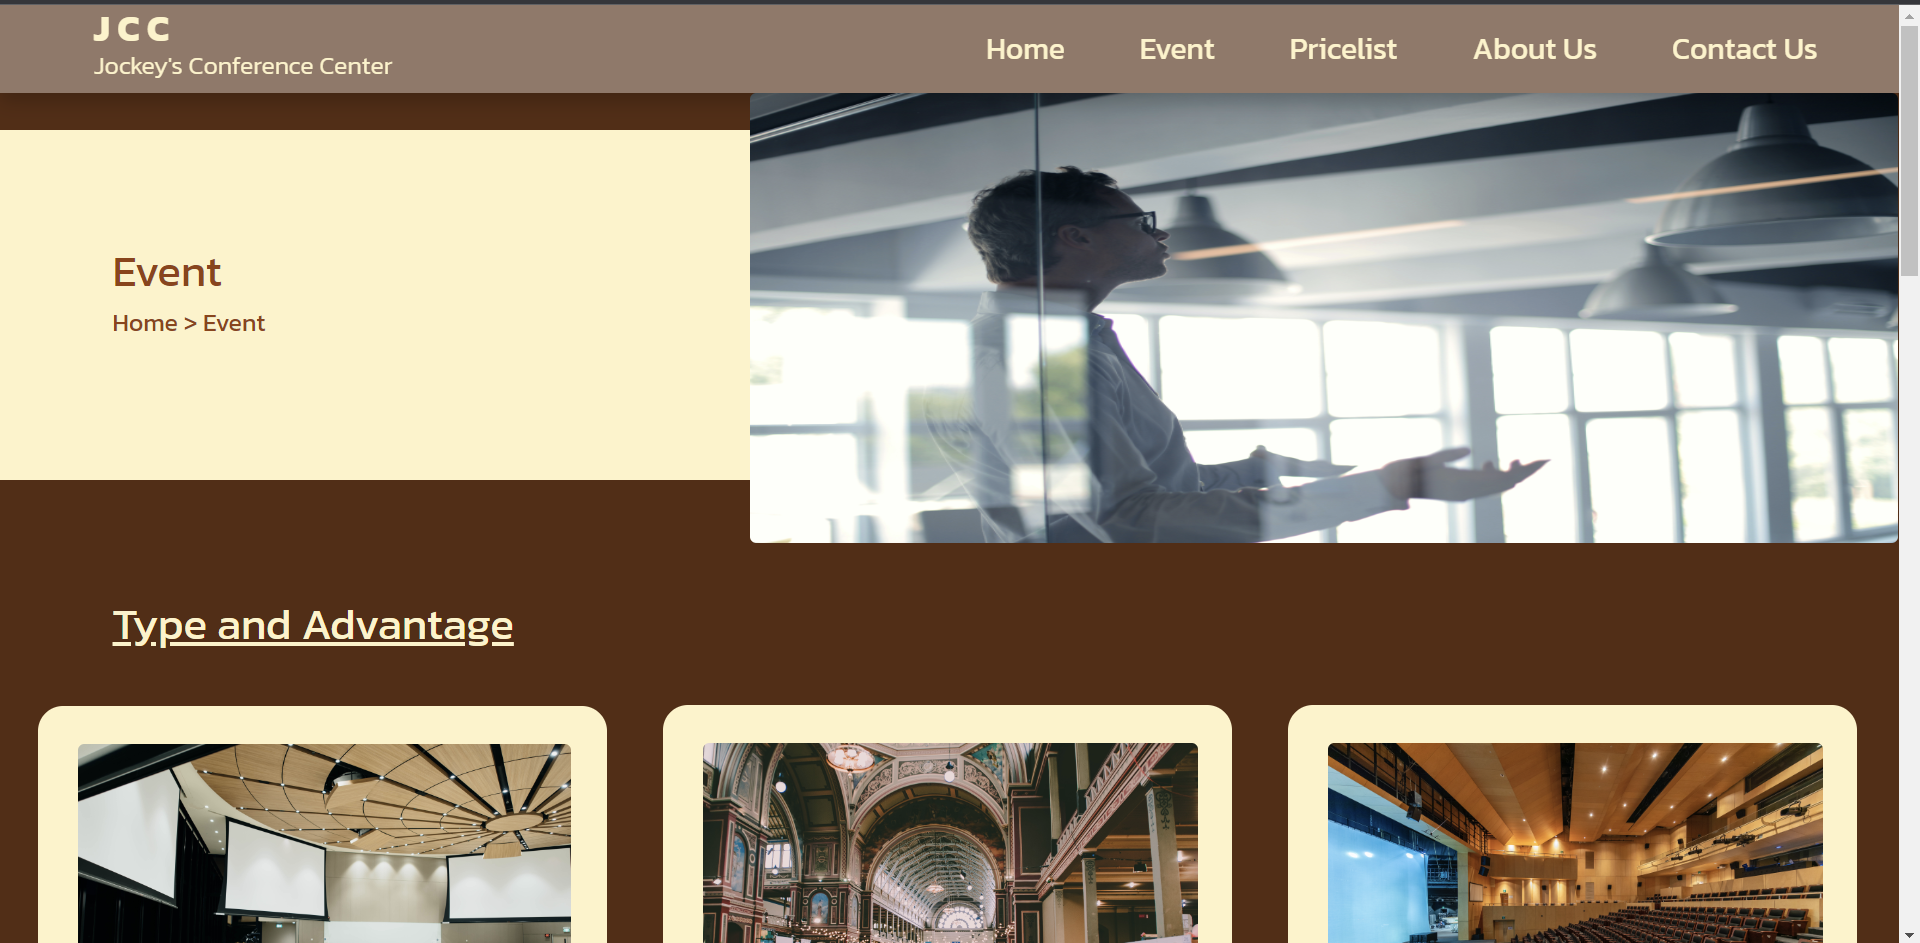 JCC
Jockey's Conference Center
Home
Event
Pricelist
About Us
Contact Us
Event
Home > Event
Type and Advantage